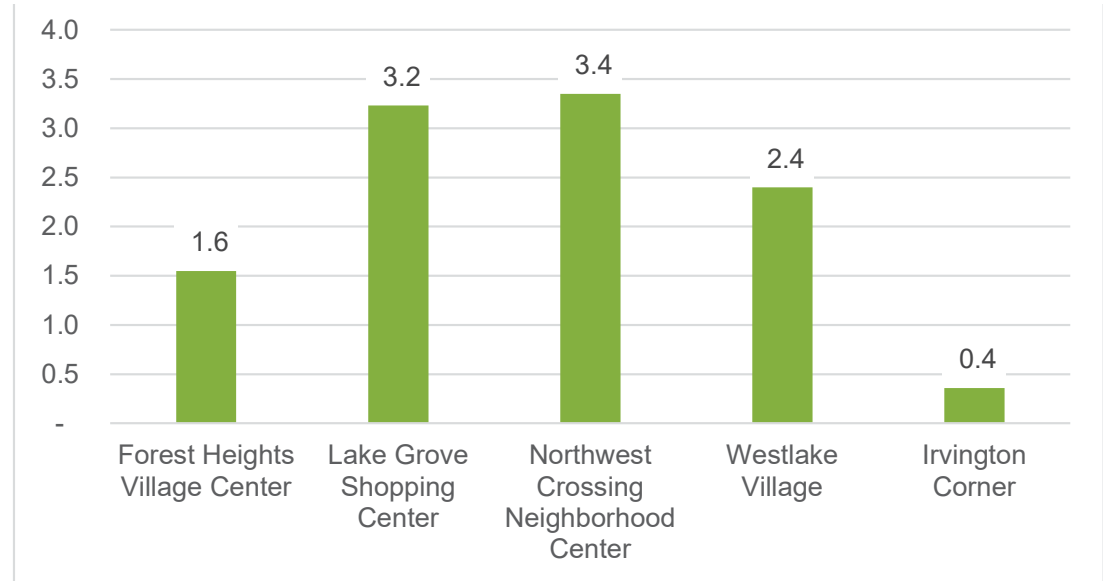 4.0
3.5
3.0
2.5
2.0
1.5
1.0
0.5
-
1.6
3.2
3.4
2.4
0.4
Forest Heights
Village Center
Lake Grove
Shopping
Center
Northwest
Crossing
Neighborhood
Center
Westlake
Village
Irvington
Corner